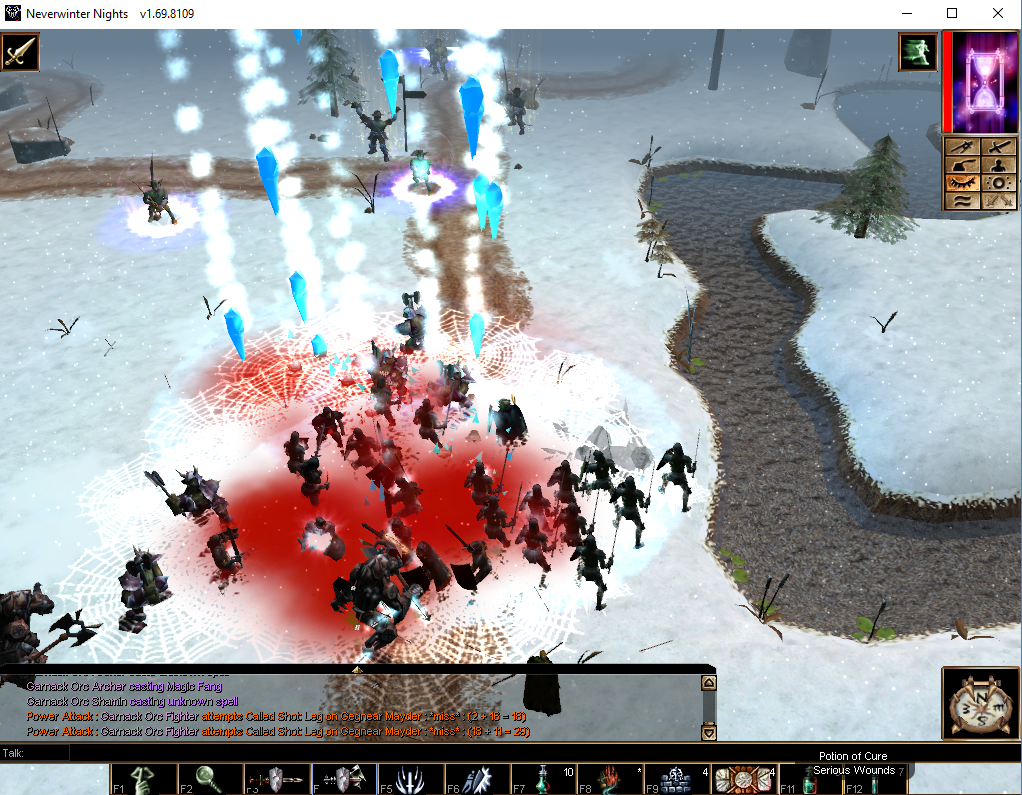 Neverwinter Nights v1.69.8109
Garnack Orc Archer casting Magic Fang
Garnack Orc Shamin casting unknown spell
Power Attack : Garnack Orc Fighter attempts Called Shot: Leg on Gegnear Mayder : *miss* : (2 + 16 = 18)
Power Attack : Garnack Orc Fighter attempts Called Shot: Leg on Gegnear Mayder : *miss* : (18 + 11 = 29)
Talk:
Potion of Cure
Serious Wounds
10 * 4 4 7
F1 F2 F3 F F5 F6 F7 F8 F9 F11 F12
N